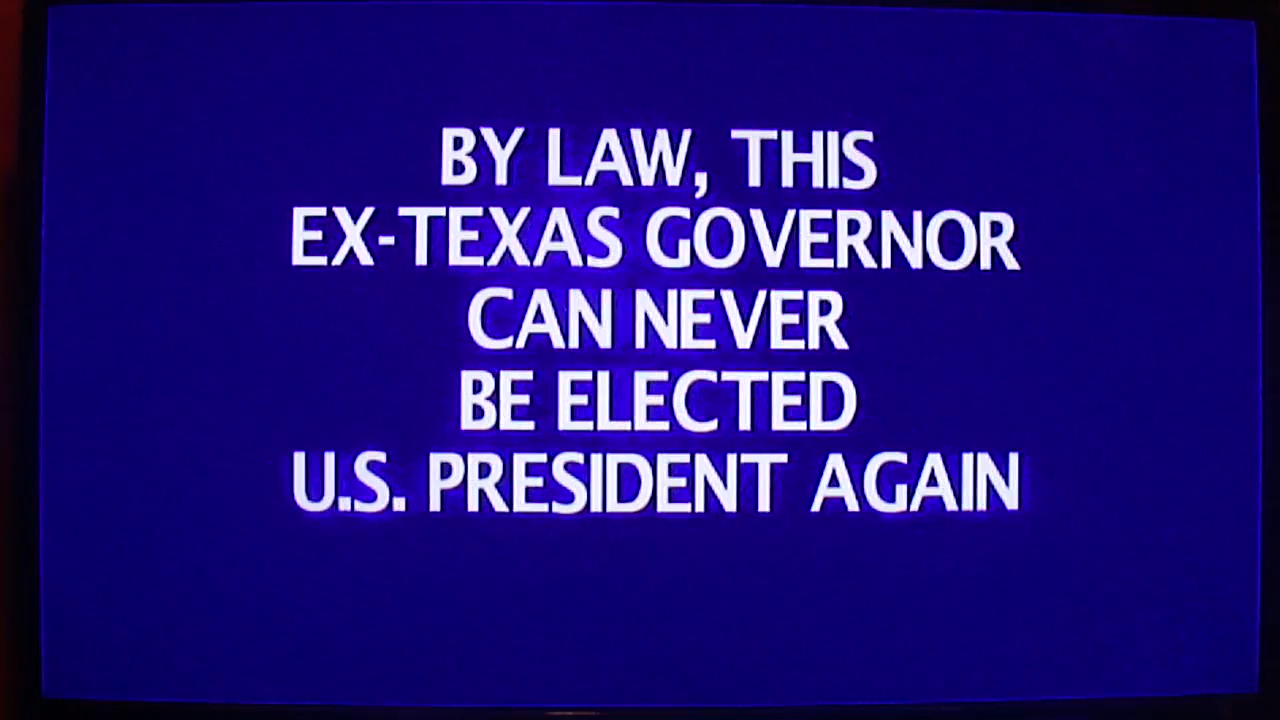 BY LAW, THIS
EX-TEXAS GOVERNOR
CAN NEVER
BE ELECTED
U.S. PRESIDENT AGAIN